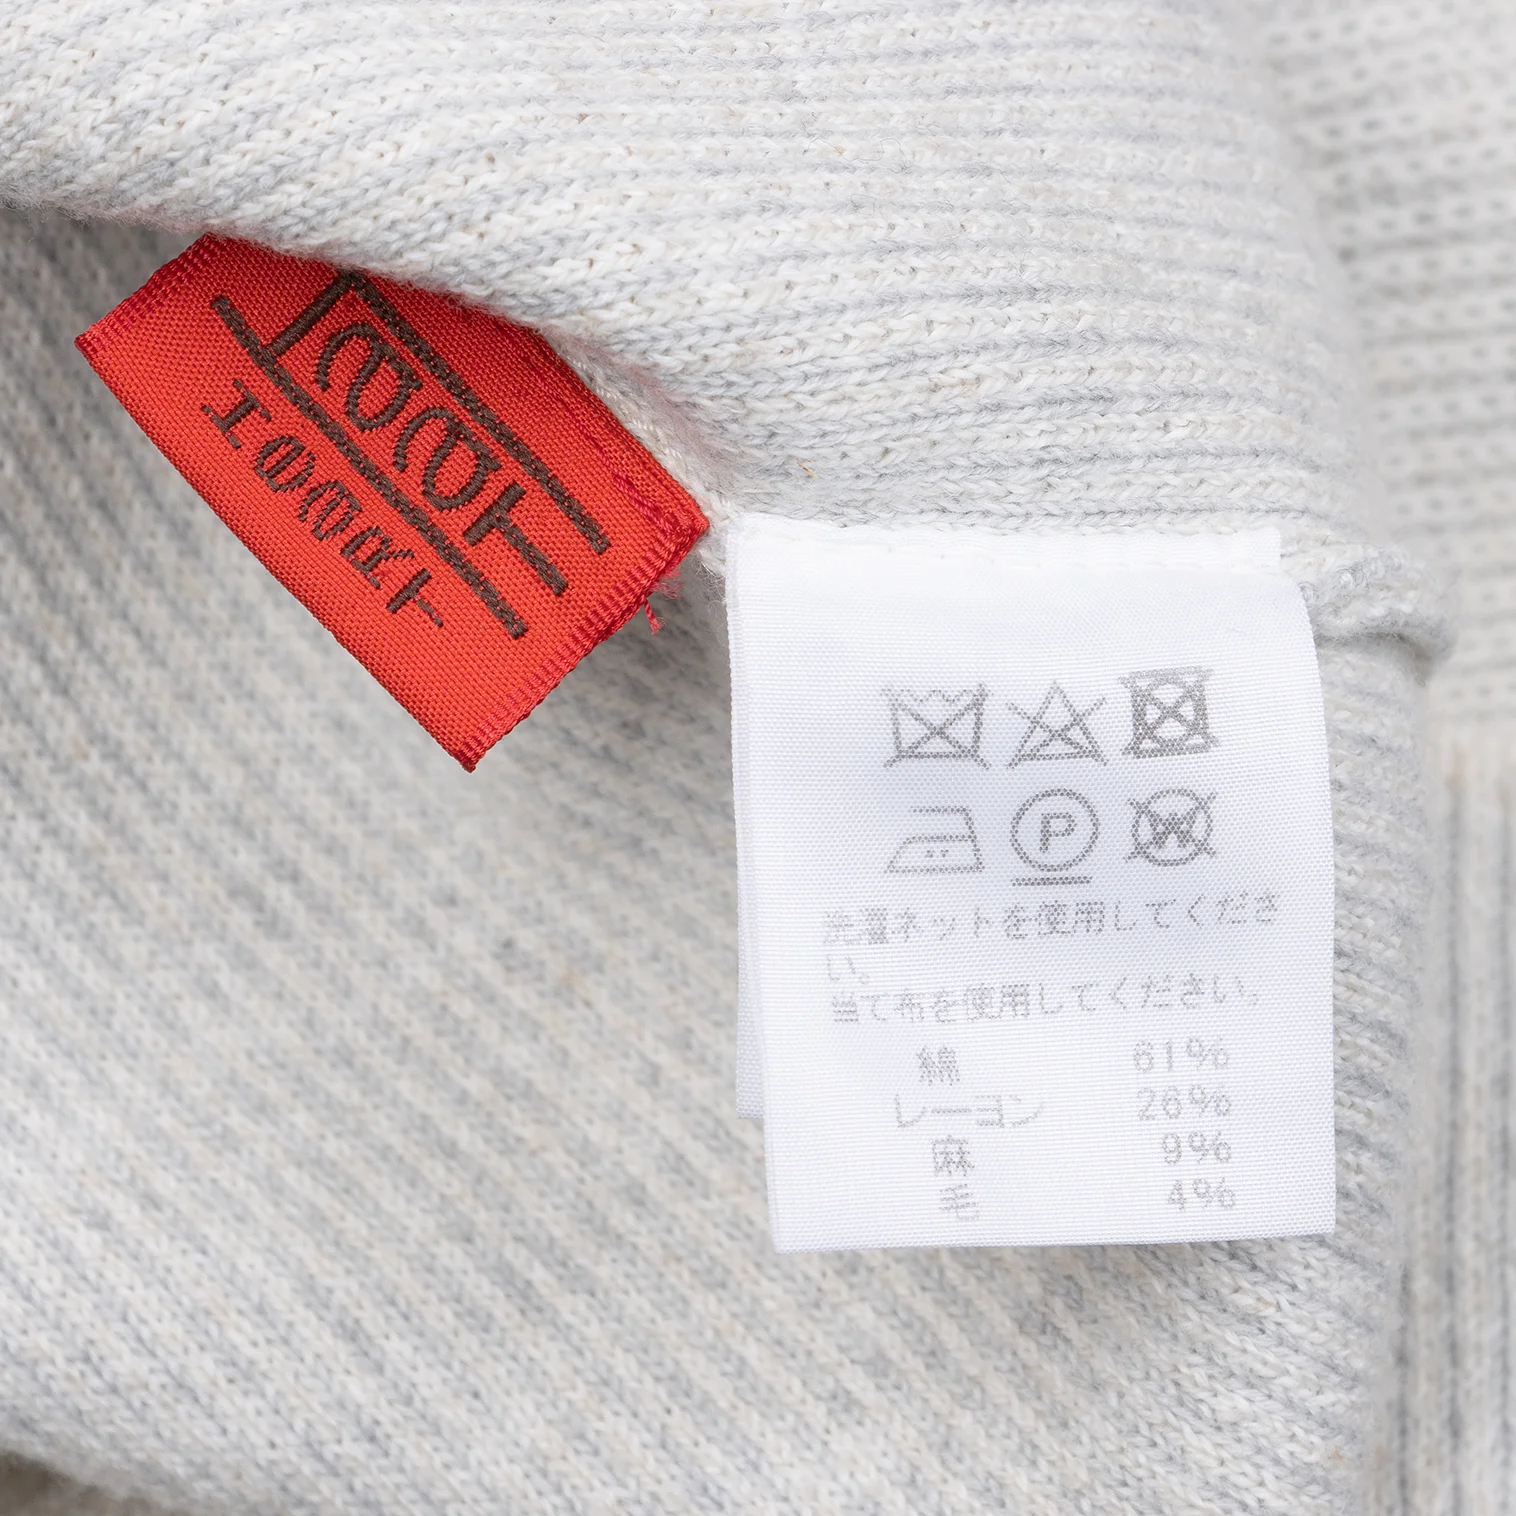 P
W
洗濯ネットを使用してくださ
い。
当て布を使用してください。
綿 61%
レーヨン 26%
麻 9%
毛 4%